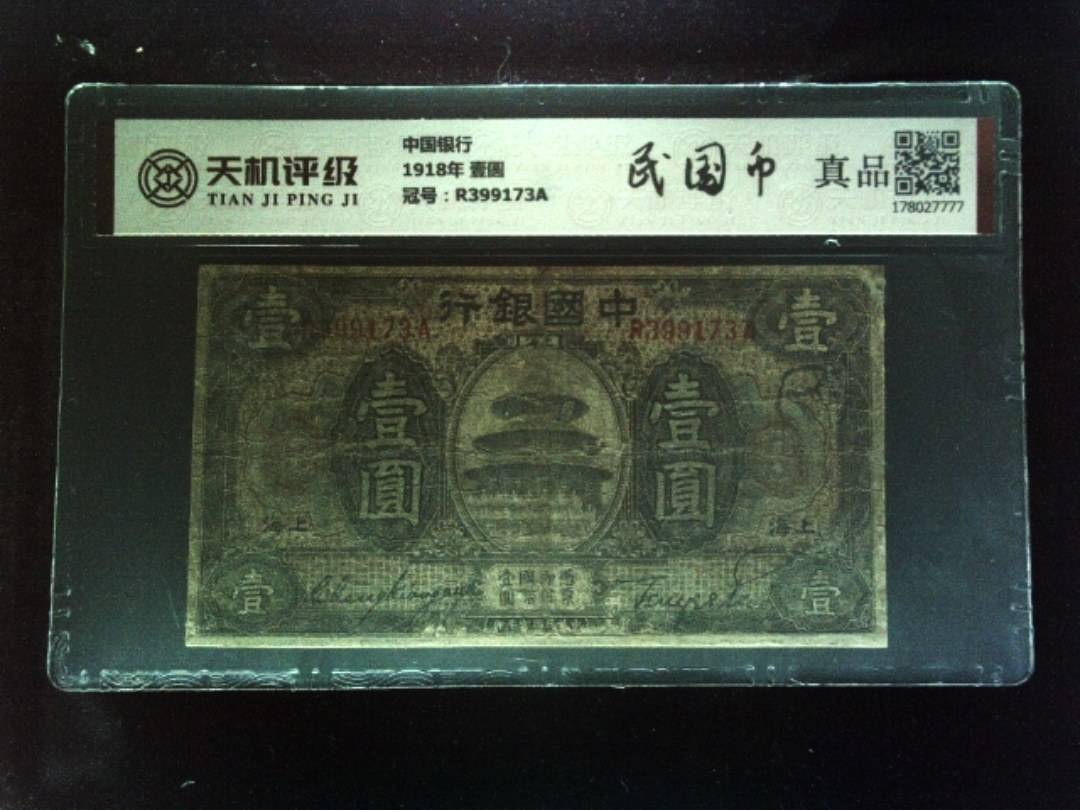 天机评级
TIAN JI PING JI
中国银行
1918年 壹圆
冠号：R399173A
民国币
真品
178027777
行銀國中
壹
壹
R399173A
R399173A
壹圓
壹圓
海上
海上
壹
壹